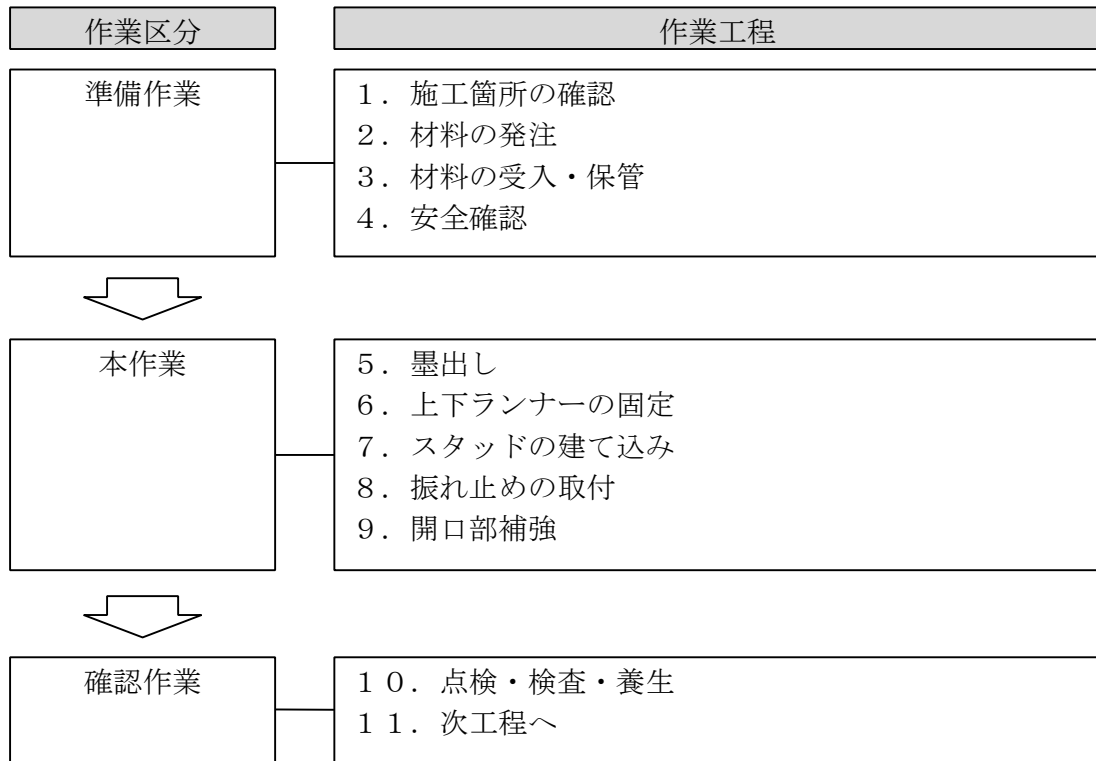 作業区分
作業工程
準備作業
１．施工箇所の確認
２．材料の発注
３．材料の受入・保管
４．安全確認
本作業
５．墨出し
６．上下ランナーの固定
７．スタッドの建て込み
８．振れ止めの取付
９．開口部補強
確認作業
１０．点検・検査・養生
１１．次工程へ